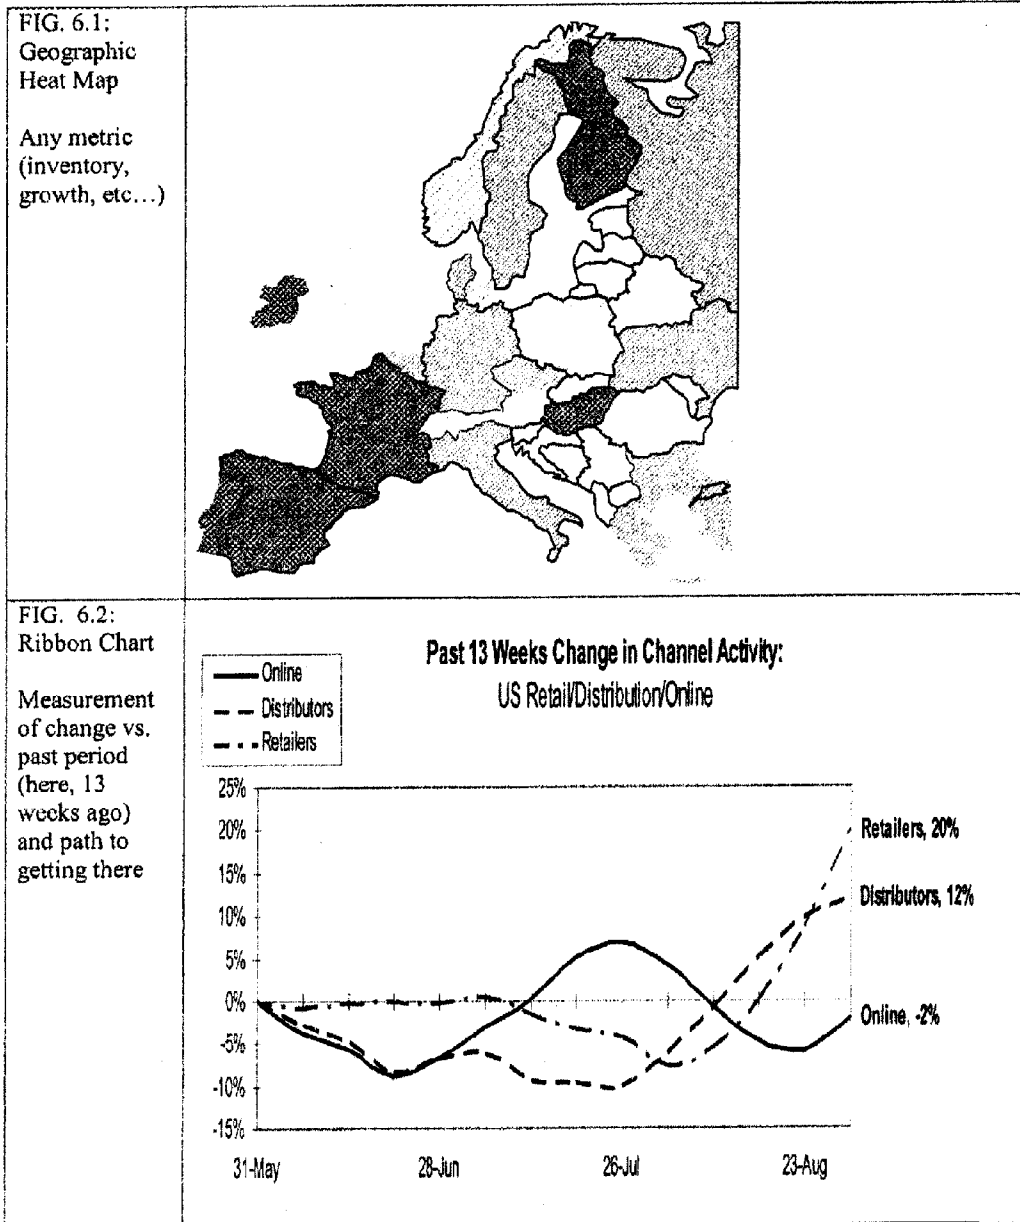 FIG. 6.1:
Geographic
Heat Map
Any metric
(inventory,
growth, etc...)
FIG. 6.2:
Ribbon Chart
Measurement
of change vs.
past period
(here, 13
weeks ago)
and path to
getting there
Past 13 Weeks Change in Channel Activity:
US Retail/Distribution/Online
Online
Distributors
Retailers
25%
20%
15%
10%
5%
0%
-5%
-10%
-15%
Retailers, 20%
Distributors, 12%
Online, -2%
31-May
28-Jun
26-Jul
23-Aug